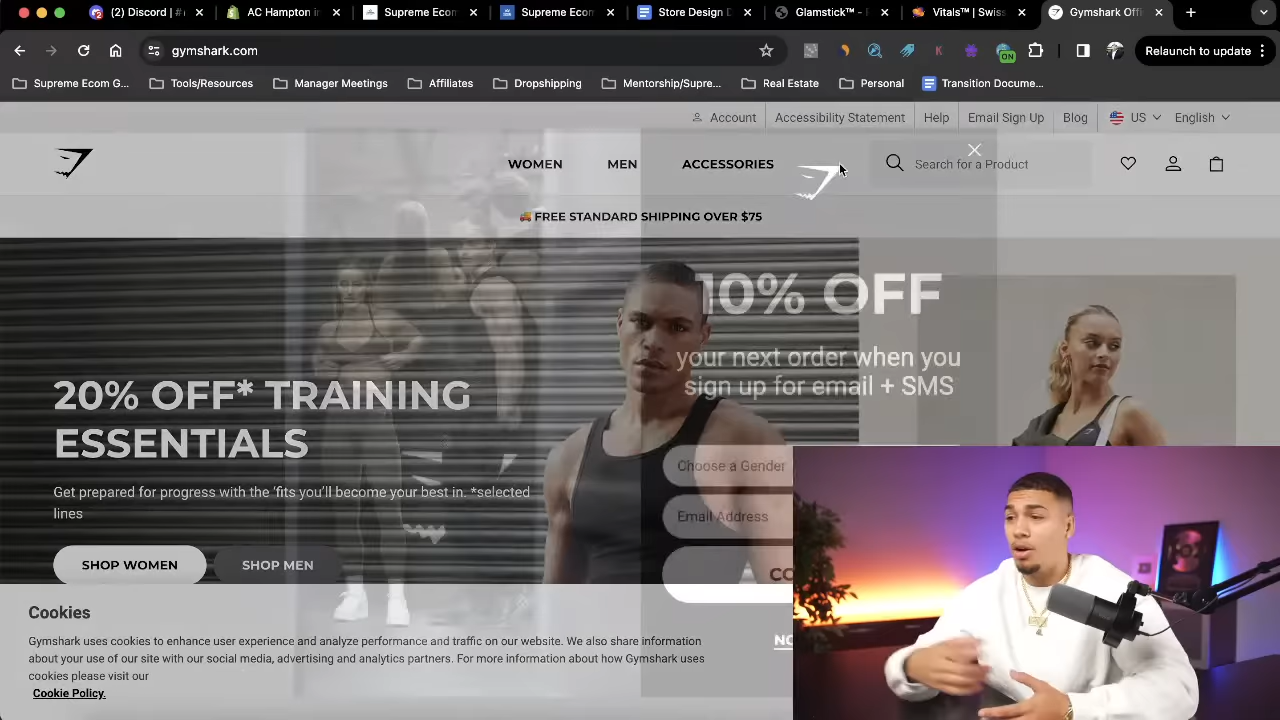 (2) Discord | #
AC Hampton in
Supreme Ecom
Supreme Ecom
Store Design D
Glamstick™ - F
Vitals™ | Swiss
Gymshark Offi
gymshark.com
ON
Relaunch to update
Supreme Ecom G...
Tools/Resources
Manager Meetings
Affiliates
Dropshipping
Mentorship/Supre...
Real Estate
Personal
Transition Docume...
Account
Accessibility Statement
Help
Email Sign Up
Blog
US
English
WOMEN
MEN
ACCESSORIES
Search for a Product
🚚 FREE STANDARD SHIPPING OVER $75
10% OFF
your next order when you
sign up for email + SMS
Choose a Gender
Email Address
CO
NO
20% OFF* TRAINING
ESSENTIALS
Get prepared for progress with the ‘fits you’ll become your best in. *selected
lines
SHOP WOMEN
SHOP MEN
Cookies
Gymshark uses cookies to enhance user experience and analyze performance and traffic on our website. We also share information
about your use of our site with our social media, advertising and analytics partners. For more information about how Gymshark uses
cookies please visit our
Cookie Policy.